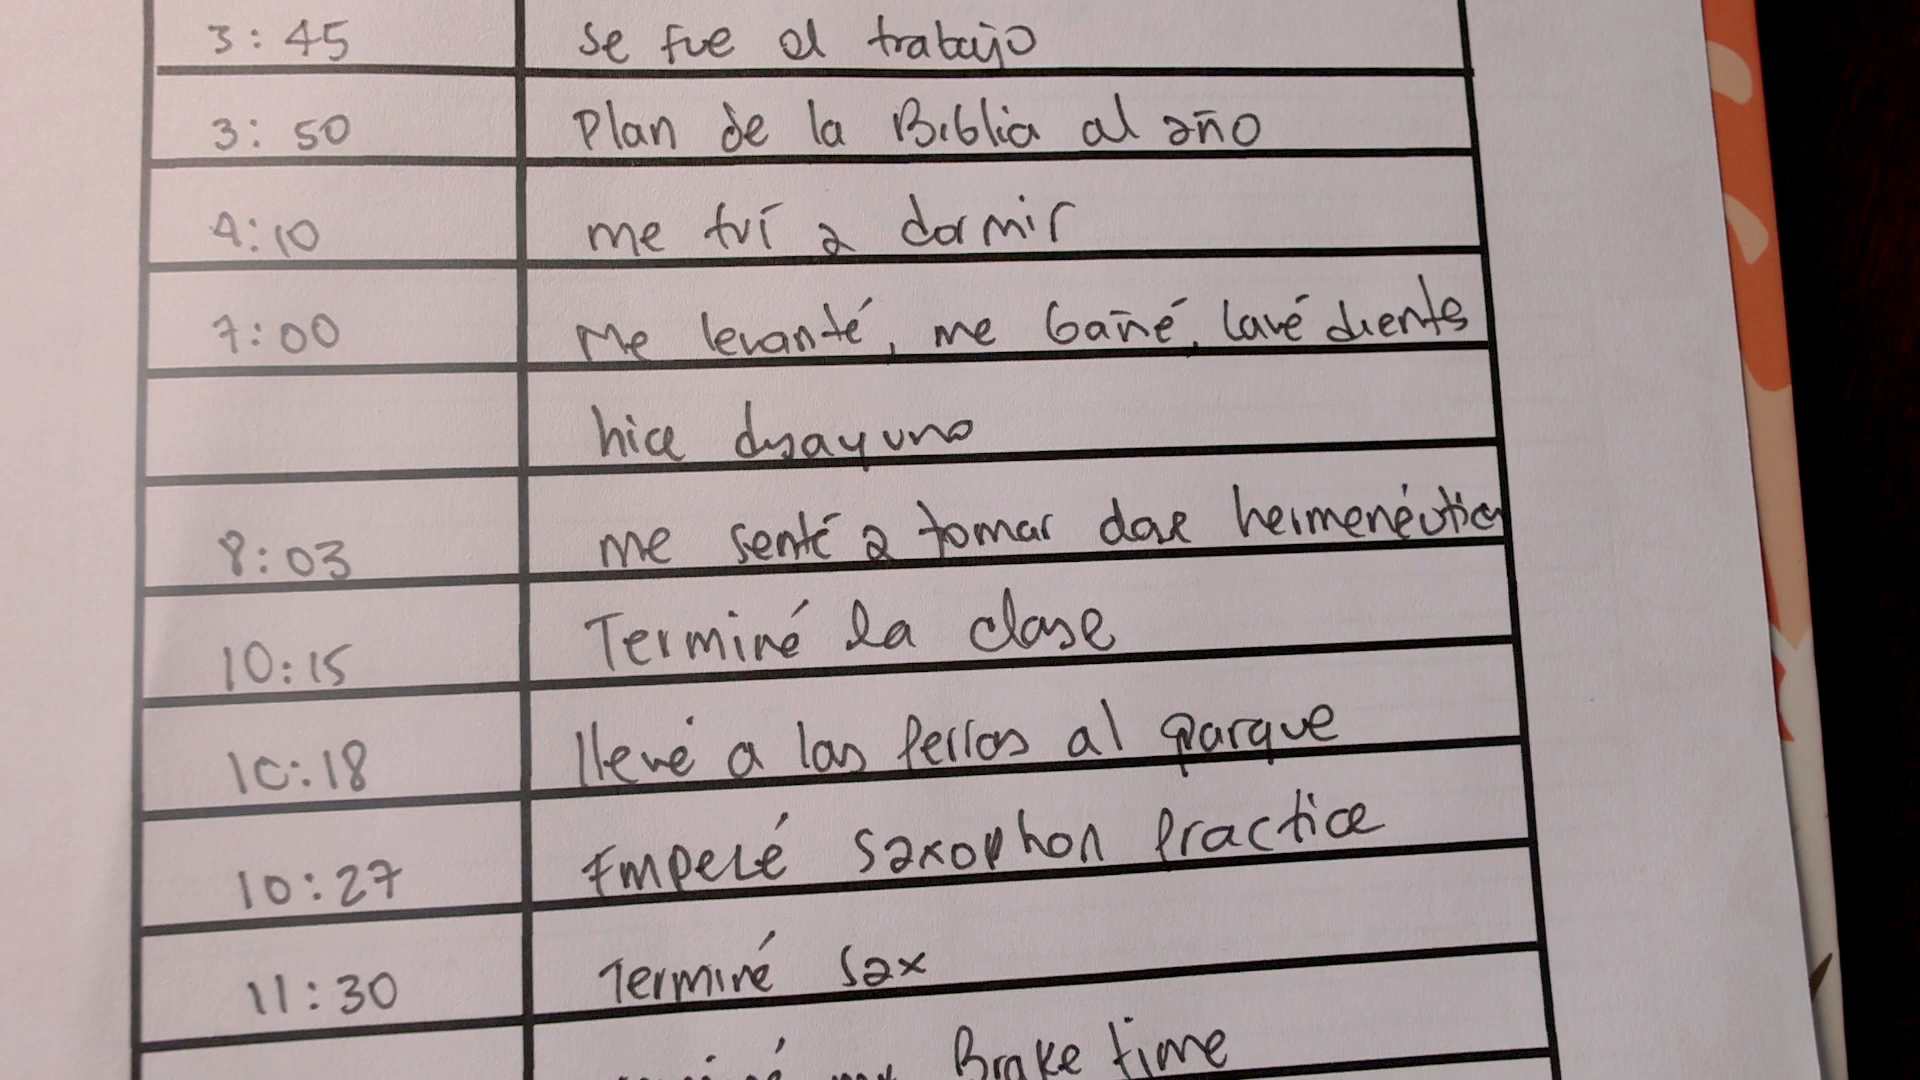 3:45 se fue al trabajo
3:50 Plan de la Biblia al año
4:10 me fuí a dormir
7:00 Me levanté, me bañé, lavé dientes
hice desayuno
8:03 me senté a tomar clase hermenéutica
10:15 Terminé la clase
10:18 llevé a las perros al parque
10:27 Empecé saxophon practice
11:30 Terminé sax
Brake time